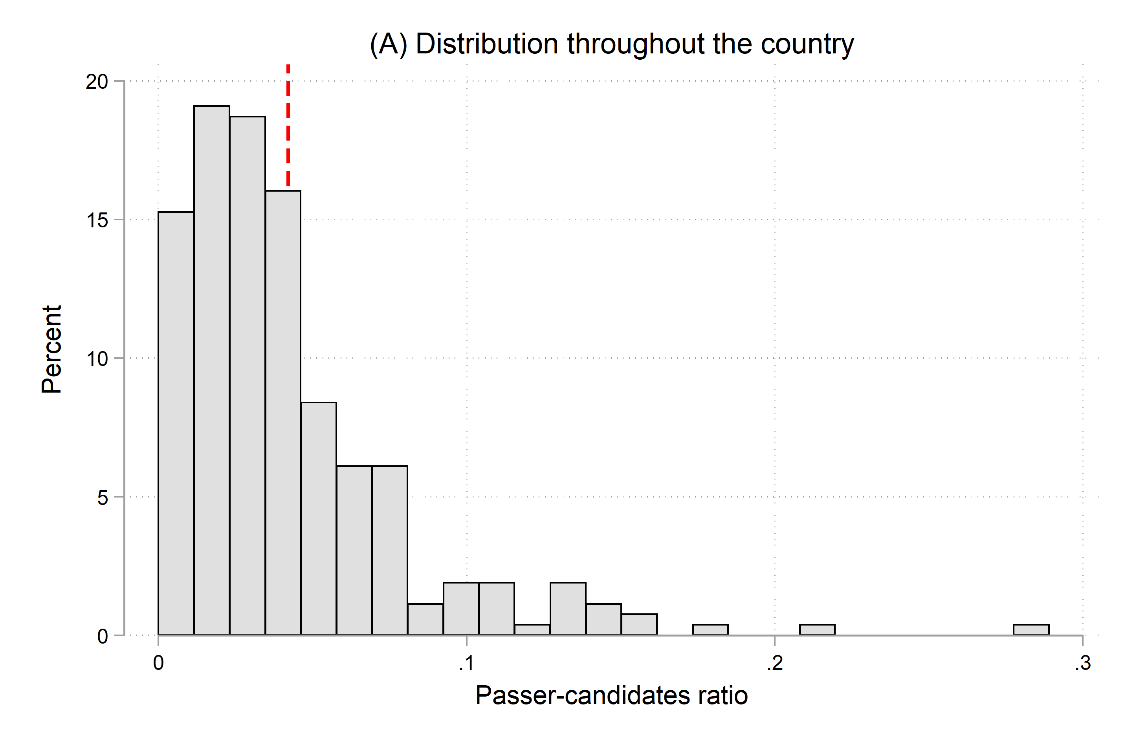 (A) Distribution throughout the country
20
15
10
5
0
Percent
0 .1 .2 .3
Passer-candidates ratio